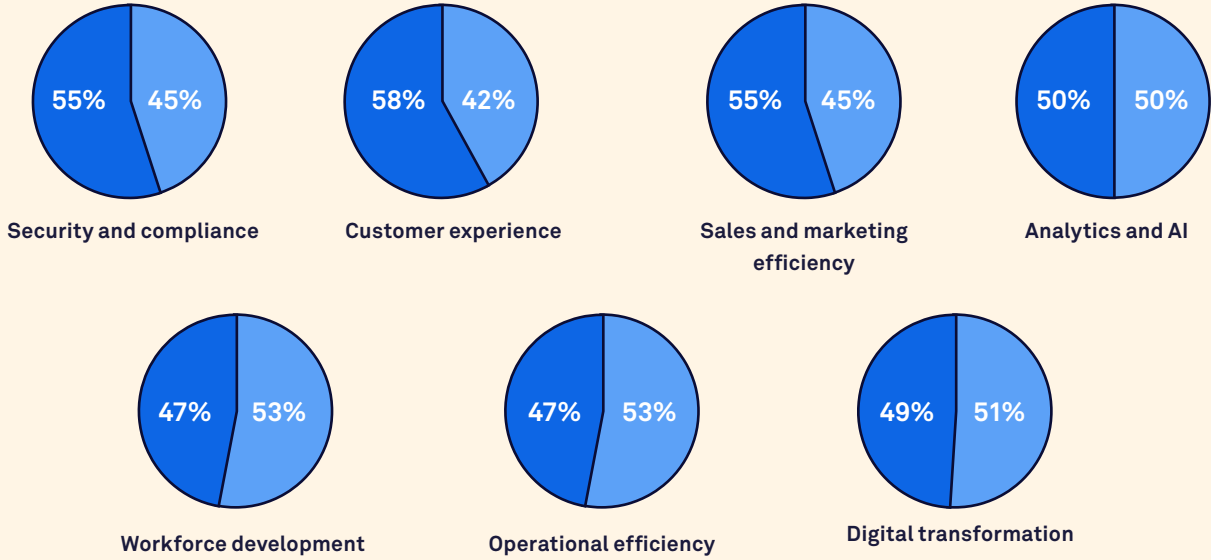 55% 45%
58% 42%
55% 45%
50% 50%
Security and compliance
Customer experience
Sales and marketing
efficiency
Analytics and AI
47% 53%
47% 53%
49% 51%
Workforce development
Operational efficiency
Digital transformation